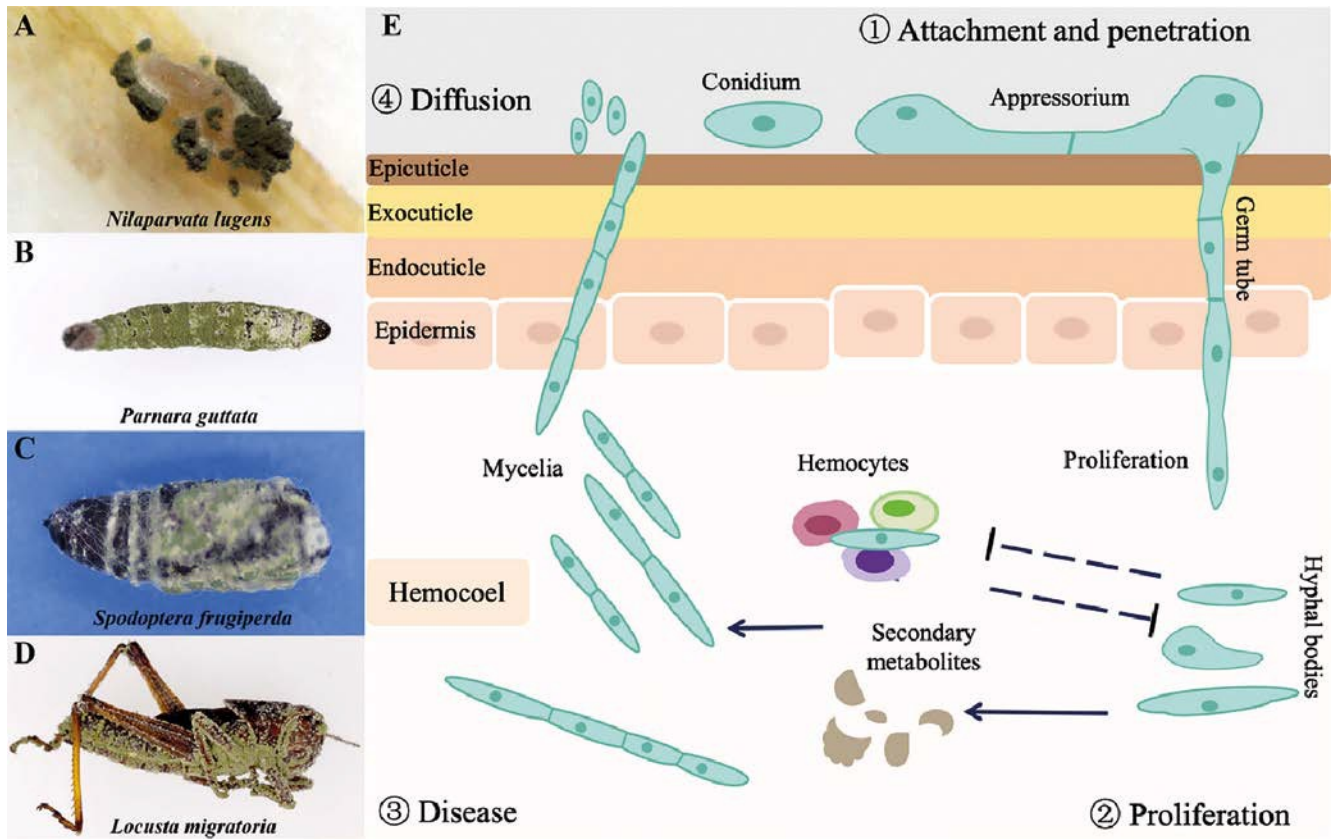 A
Nilaparvata lugens
B
Parnara guttata
C
Spodoptera frugiperda
D
Locusta migratoria
E
① Attachment and penetration
④ Diffusion
Conidium
Appressorium
Epicuticle
Exocuticle
Endocuticle
Epidermis
Germ tube
Mycelia
Hemocytes
Proliferation
Hemocoel
Secondary
metabolites
Hyphal bodies
③ Disease
② Proliferation